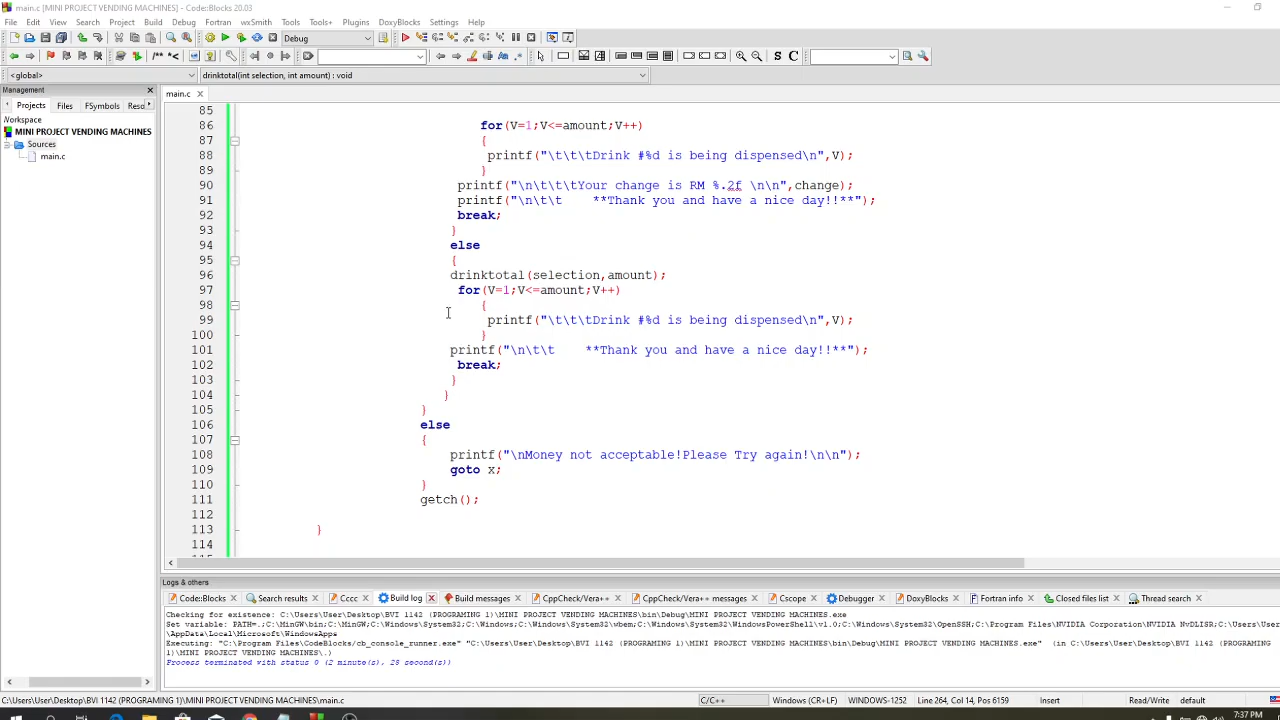 main.c [MINI PROJECT VENDING MACHINES] - Code::Blocks 20.03
File Edit View Search Project Build Debug Fortran wxSmith Tools Tools+ Plugins DoxyBlocks Settings Help
Debug
/** *<
S C
<global>
drinktotal(int selection, int amount) : void
Management
Projects Files FSymbols Reso
Workspace
MINI PROJECT VENDING MACHINES
Sources
main.c
main.c
85
86 for(V=1;V<=amount;V++)
87 {
88 printf("\t\t\tDrink #%d is being dispensed\n",V);
89 }
90 printf("\n\t\t\tYour change is RM %.2f \n\n",change);
91 printf("\n\t\t    **Thank you and have a nice day!!**");
92 break;
93 }
94 else
95 {
96 drinktotal(selection,amount);
97 for(V=1;V<=amount;V++)
98 {
99 printf("\t\t\tDrink #%d is being dispensed\n",V);
100 }
101 printf("\n\t\t    **Thank you and have a nice day!!**");
102 break;
103 }
104 }
105 }
106 else
107 {
108 printf("\nMoney not acceptable!Please Try again!\n\n");
109 goto x;
110 }
111 getch();
112
113 }
114
Logs & others
Code::Blocks Search results Cccc Build log Build messages CppCheck/Vera++ CppCheck/Vera++ messages Cscope Debugger DoxyBlocks Fortran info Closed files list Thread search
Checking for existence: C:\Users\User\Desktop\BVI 1142 (PROGRAMING 1)\MINI PROJECT VENDING MACHINES\bin\Debug\MINI PROJECT VENDING MACHINES.exe
Set variable: PATH=.;C:\MinGW\bin;C:\MinGW;C:\Windows\System32;C:\Windows;C:\Windows\System32\wbem;C:\Windows\System32\WindowsPowerShell\v1.0;C:\Windows\System32\OpenSSH;C:\Program Files\NVIDIA Corporation\NVIDIA NvDLISR;C:\Users\User
\AppData\Local\Microsoft\WindowsApps
Executing: "C:\Program Files\CodeBlocks/cb_console_runner.exe" "C:\Users\User\Desktop\BVI 1142 (PROGRAMING 1)\MINI PROJECT VENDING MACHINES\bin\Debug\MINI PROJECT VENDING MACHINES.exe" (in C:\Users\User\Desktop\BVI 1142 (PROGRAMING
1)\MINI PROJECT VENDING MACHINES\.)
Process terminated with status 0 (2 minute(s), 28 second(s))
C:\Users\User\Desktop\BVI 1142 (PROGRAMING 1)\MINI PROJECT VENDING MACHINES\main.c C/C++ Windows (CR+LF) WINDOWS-1252 Line 264, Col 14, Pos 6159 Insert Read/Write default
7:37 PM